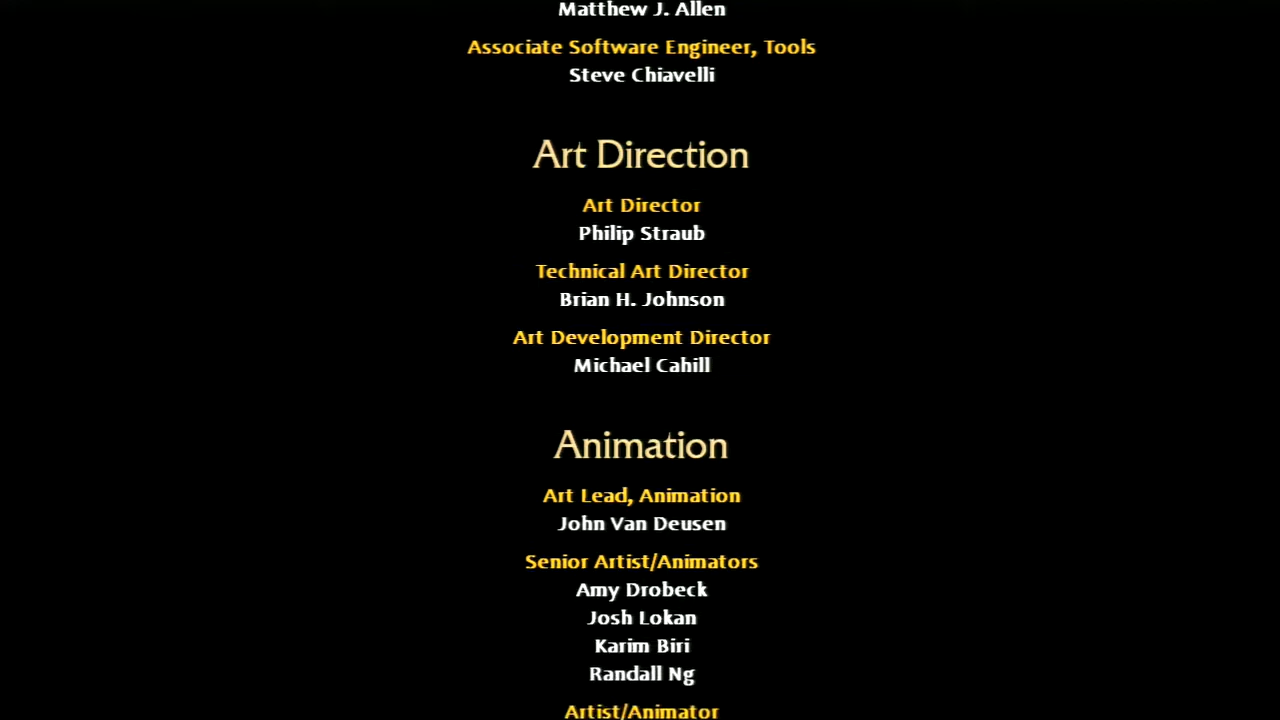 Matthew J. Allen
Associate Software Engineer, Tools
Steve Chiavelli
Art Direction
Art Director
Philip Straub
Technical Art Director
Brian H. Johnson
Art Development Director
Michael Cahill
Animation
Art Lead, Animation
John Van Deusen
Senior Artist/Animators
Amy Drobeck
Josh Lokan
Karim Biri
Randall Ng
Artist/Animator